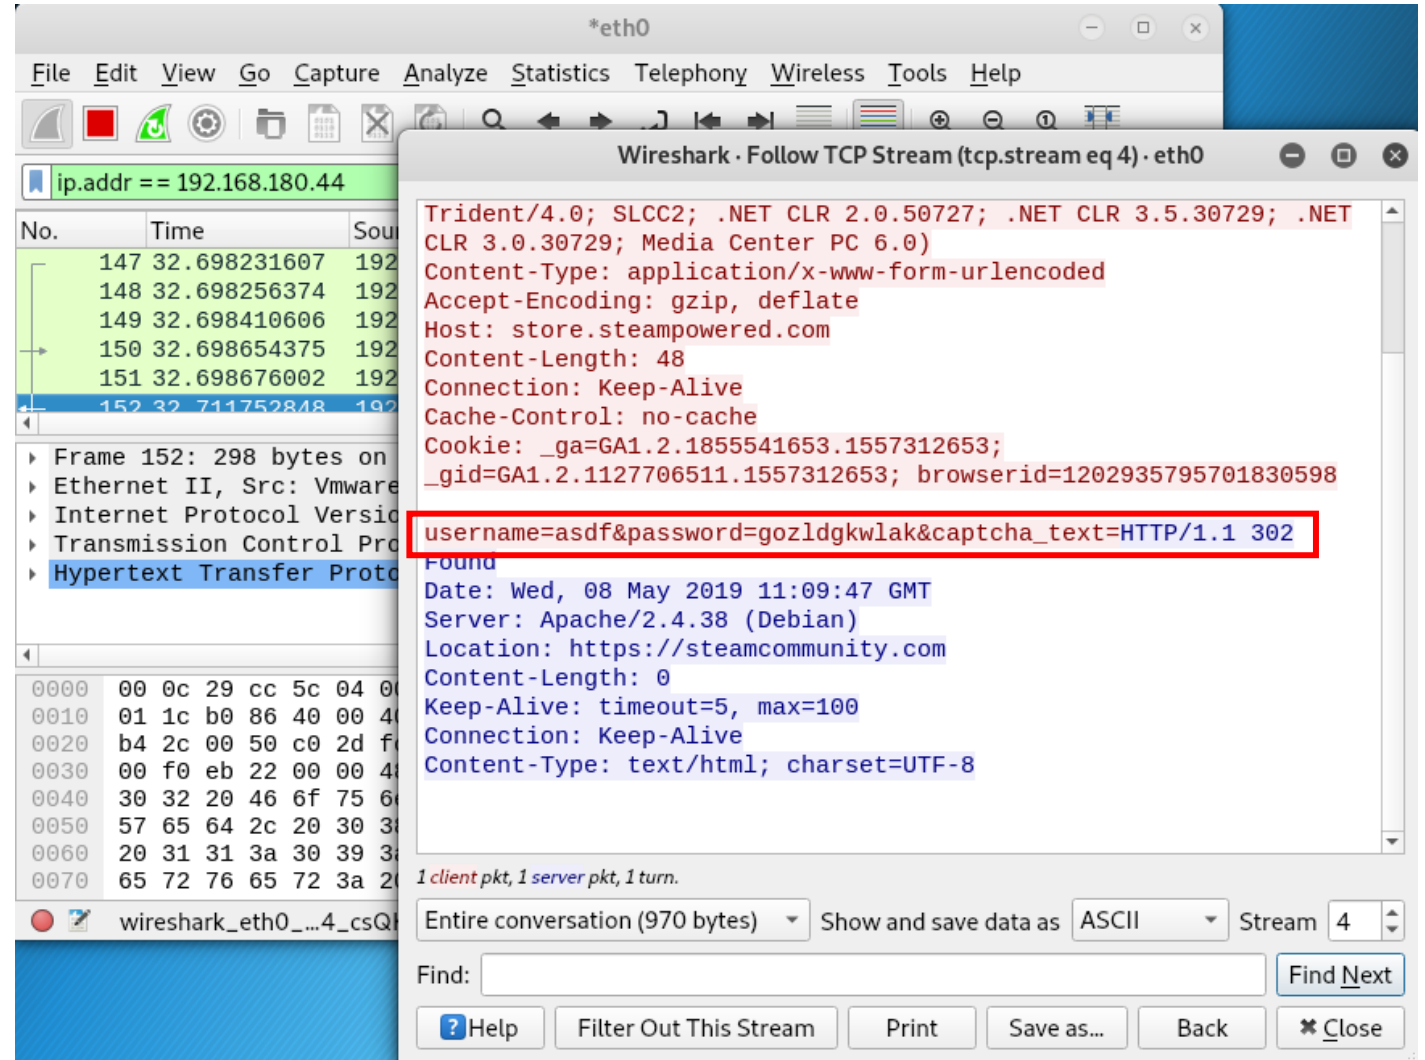 *eth0
File Edit View Go Capture Analyze Statistics Telephony Wireless Tools Help
ip.addr == 192.168.180.44
No. Time Sou
147 32.698231607 192
148 32.698256374 192
149 32.698410606 192
150 32.698654375 192
151 32.698676002 192
152 32.711752848 192
Frame 152: 298 bytes on
Ethernet II, Src: Vmware
Internet Protocol Versio
Transmission Control Pro
Hypertext Transfer Proto
0000 00 0c 29 cc 5c 04 00
0010 01 1c b0 86 40 00 40
0020 b4 2c 00 50 c0 2d f
0030 00 f0 eb 22 00 00 48
0040 30 32 20 46 6f 75 6e
0050 57 65 64 2c 20 30 38
0060 20 31 31 3a 30 39 3a
0070 65 72 76 65 72 3a 20
wireshark_eth0_...4_csQ
Wireshark · Follow TCP Stream (tcp.stream eq 4) · eth0
Trident/4.0; SLCC2; .NET CLR 2.0.50727; .NET CLR 3.5.30729; .NET
CLR 3.0.30729; Media Center PC 6.0)
Content-Type: application/x-www-form-urlencoded
Accept-Encoding: gzip, deflate
Host: store.steampowered.com
Content-Length: 48
Connection: Keep-Alive
Cache-Control: no-cache
Cookie: _ga=GA1.2.1855541653.1557312653;
_gid=GA1.2.1127706511.1557312653; browserid=1202935795701830598
username=asdf&password=gozldgkwlak&captcha_text=HTTP/1.1 302
Found
Date: Wed, 08 May 2019 11:09:47 GMT
Server: Apache/2.4.38 (Debian)
Location: https://steamcommunity.com
Content-Length: 0
Keep-Alive: timeout=5, max=100
Connection: Keep-Alive
Content-Type: text/html; charset=UTF-8
1 client pkt, 1 server pkt, 1 turn.
Entire conversation (970 bytes) Show and save data as ASCII Stream 4
Find: Find Next
Help Filter Out This Stream Print Save as... Back Close